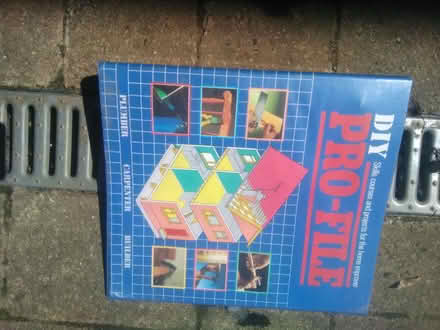 DIY
Skills, courses and projects for the home improver
PRO-FILE
PLUMBER CARPENTER BUILDER